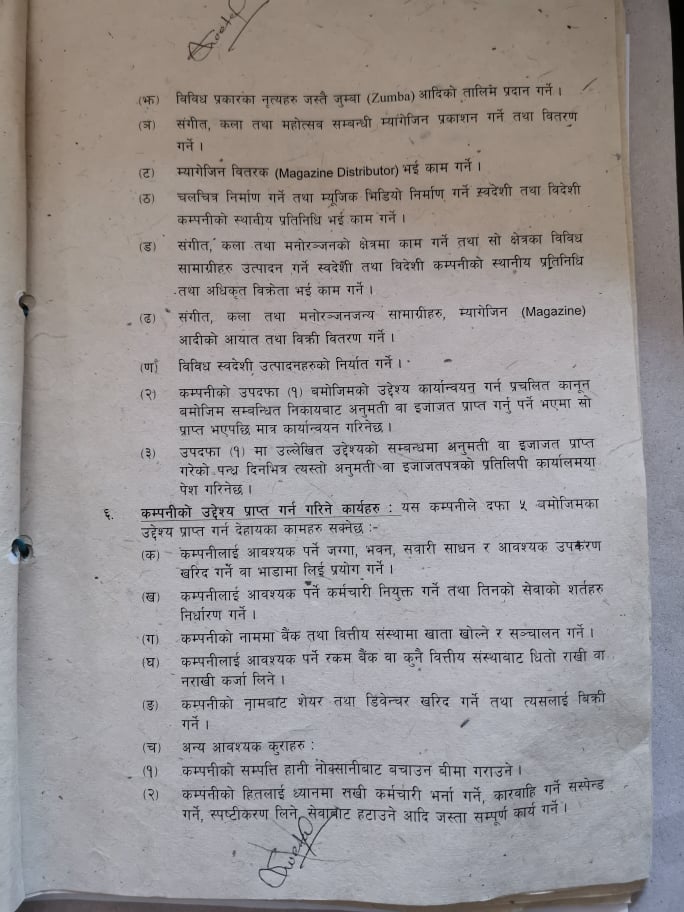 (झ) विविध प्रकारका नृत्यहरु जस्तै जुम्बा (Zumba) आदिको तालिम प्रदान गर्ने ।
(ञ) संगीत, कला तथा महोत्सव सम्बन्धी म्यागेजिन प्रकाशन गर्ने तथा वितरण
गर्ने ।
(ट) म्यागेजिन वितरक (Magazine Distributor) भई काम गर्ने ।
(ठ) चलचित्र निर्माण गर्ने तथा म्यूजिक भिडियो निर्माण गर्ने स्वदेशी तथा विदेशी
कम्पनीको स्थानीय प्रतिनिधि भई काम गर्ने ।
(ड) संगीत, कला तथा मनोरञ्जनको क्षेत्रमा काम गर्ने तथा सो क्षेत्रका विविध
सामाग्रीहरु उत्पादन गर्ने स्वदेशी तथा विदेशी कम्पनीको स्थानीय प्रतिनिधि
तथा अधिकृत विक्रेता भई काम गर्ने ।
(ढ) संगीत, कला तथा मनोरञ्जनजन्य सामाग्रीहरु, म्यागेजिन (Magazine)
आदीको आयात तथा विक्री वितरण गर्ने ।
(ण) विविध स्वदेशी उत्पादनहरुको निर्यात गर्ने ।
(२) कम्पनीको उपदफा (१) बमोजिमको उद्देश्य कार्यान्वयन गर्न प्रचलित कानून
बमोजिम सम्बन्धित निकायबाट अनुमती वा इजाजत प्राप्त गर्नु पर्ने भएमा सो
प्राप्त भएपछि मात्र कार्यान्वयन गरिनेछ ।
(३) उपदफा (१) मा उल्लेखित उद्देश्यको सम्बन्धमा अनुमती वा इजाजत प्राप्त
गरेको पन्ध्र दिनभित्र त्यस्तो अनुमती वा इजाजतपत्रको प्रतिलिपी कार्यालमया
पेश गरिनेछ ।
६. कम्पनीको उद्देश्य प्राप्त गर्न गरिने कार्यहरु : यस कम्पनीले दफा ५ बमोजिमका
उद्देश्य प्राप्त गर्न देहायका कामहरु सक्नेछ :-
(क) कम्पनीलाई आवश्यक पर्ने जग्गा, भवन, सवारी साधन र आवश्यक उपकरण
खरिद गर्ने वा भाडामा लिई प्रयोग गर्ने ।
(ख) कम्पनीलाई आवश्यक पर्ने कर्मचारी नियुक्त गर्ने तथा तिनको सेवाको शर्तहरु
निर्धारण गर्ने ।
(ग) कम्पनीको नाममा बैंक तथा वित्तीय संस्थामा खाता खोल्ने र सञ्चालन गर्ने ।
(घ) कम्पनीलाई आवश्यक पर्ने रकम बैंक वा कुनै वित्तीय संस्थाबाट धितो राखी वा
नराखी कर्जा लिने ।
(ङ) कम्पनीको नामबाट शेयर तथा डिवेन्चर खरिद गर्ने तथा त्यसलाई बिक्री
गर्ने ।
(च) अन्य आवश्यक कुराहरु :
(१) कम्पनीको सम्पत्ति हानी नोक्सानीबाट बचाउन बीमा गराउने ।
(२) कम्पनीको हितलाई ध्यानमा राखी कर्मचारी भर्ना गर्ने, कारवाहि गर्ने सस्पेन्ड
गर्ने, स्पष्टीकरण लिने, सेवाबाट हटाउने आदि जस्ता सम्पूर्ण कार्य गर्ने ।